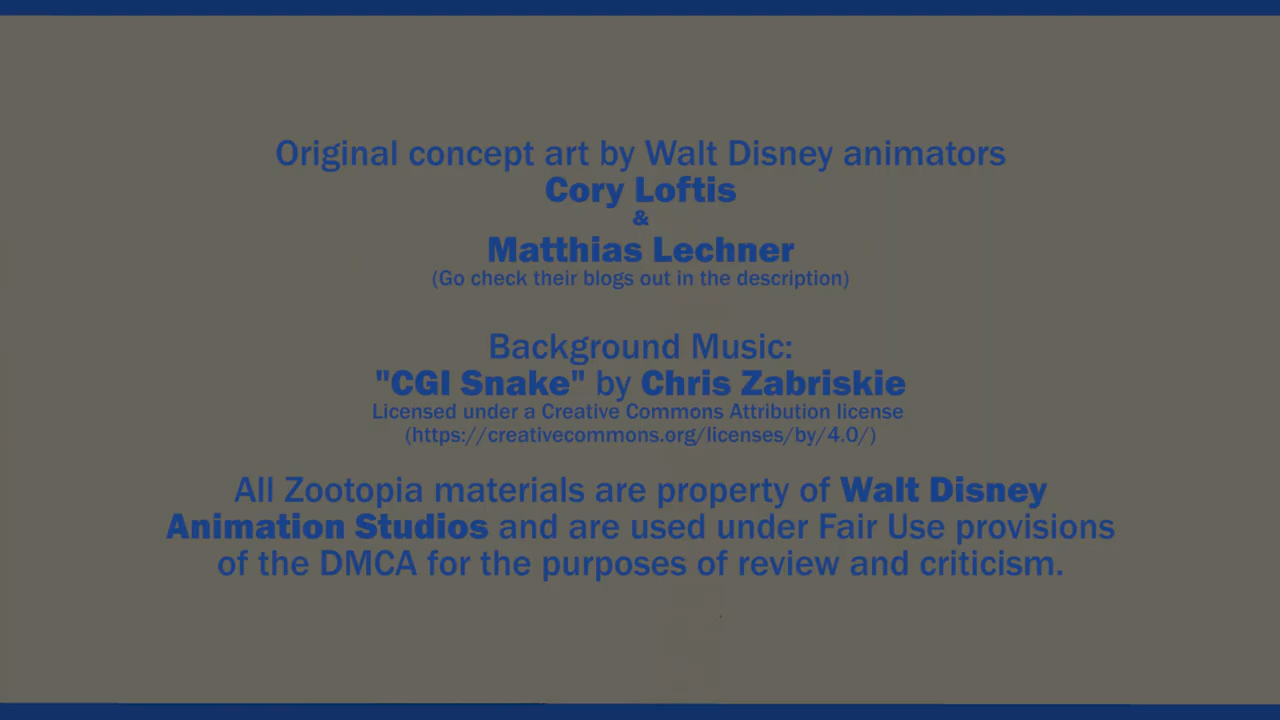 Original concept art by Walt Disney animators
Cory Loftis
&
Matthias Lechner
(Go check their blogs out in the description)
Background Music:
"CGI Snake" by Chris Zabriskie
Licensed under a Creative Commons Attribution license
(https://creativecommons.org/licenses/by/4.0/)
All Zootopia materials are property of Walt Disney
Animation Studios and are used under Fair Use provisions
of the DMCA for the purposes of review and criticism.